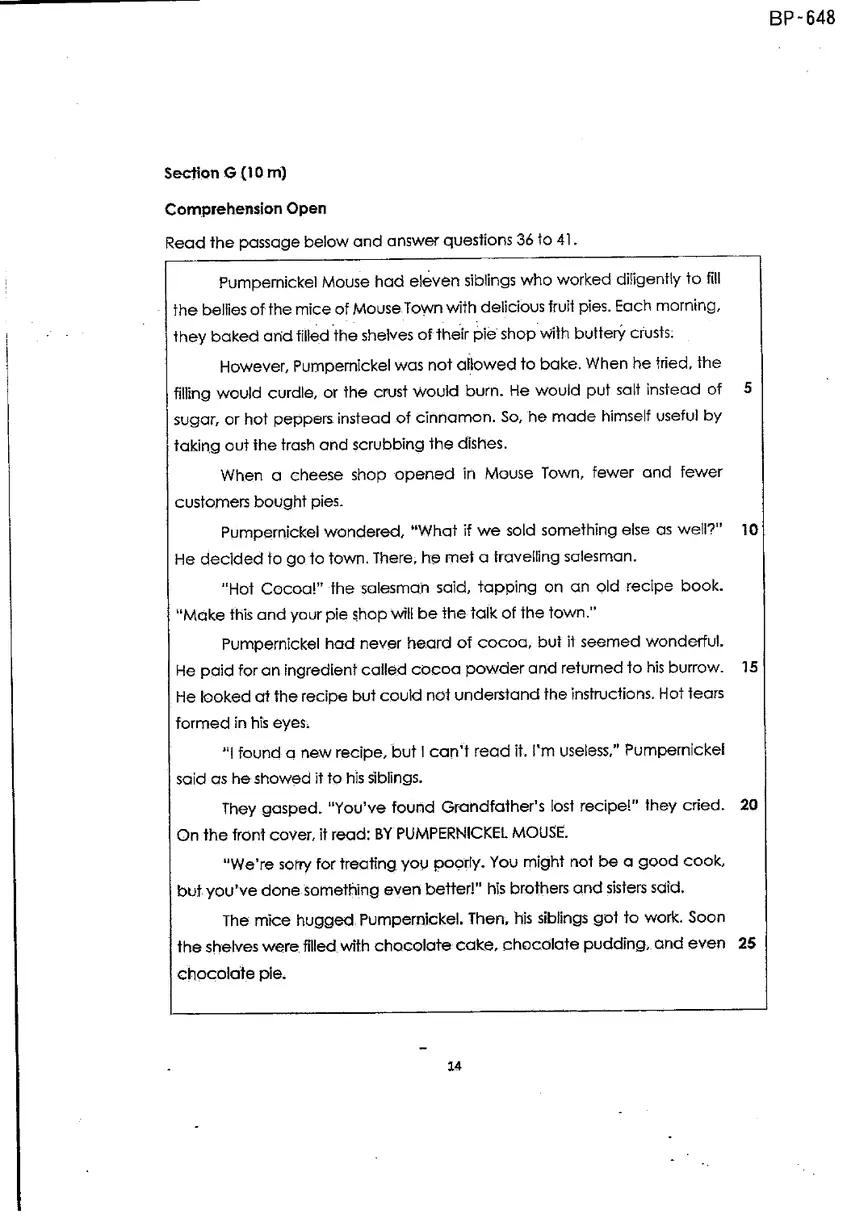 BP-648
Section G (10 m)
Comprehension Open
Read the passage below and answer questions 36 to 41.
Pumpernickel Mouse had eleven siblings who worked diligently to fill
the bellies of the mice of Mouse Town with delicious fruit pies. Each morning,
they baked and filled the shelves of their pie shop with buttery crusts.
However, Pumpernickel was not allowed to bake. When he tried, the
filling would curdle, or the crust would burn. He would put salt instead of 5
sugar, or hot peppers instead of cinnamon. So, he made himself useful by
taking out the trash and scrubbing the dishes.
When a cheese shop opened in Mouse Town, fewer and fewer
customers bought pies.
Pumpernickel wondered, "What if we sold something else as well?" 10
He decided to go to town. There, he met a travelling salesman.
"Hot Cocoa!" the salesman said, tapping on an old recipe book.
"Make this and your pie shop will be the talk of the town."
Pumpernickel had never heard of cocoa, but it seemed wonderful.
He paid for an ingredient called cocoa powder and returned to his burrow. 15
He looked at the recipe but could not understand the instructions. Hot tears
formed in his eyes.
"I found a new recipe, but I can't read it. I'm useless," Pumpernickel
said as he showed it to his siblings.
They gasped. "You've found Grandfather's lost recipe!" they cried. 20
On the front cover, it read: BY PUMPERNICKEL MOUSE.
"We're sorry for treating you poorly. You might not be a good cook,
but you've done something even better!" his brothers and sisters said.
The mice hugged Pumpernickel. Then, his siblings got to work. Soon
the shelves were filled with chocolate cake, chocolate pudding, and even 25
chocolate pie.
14